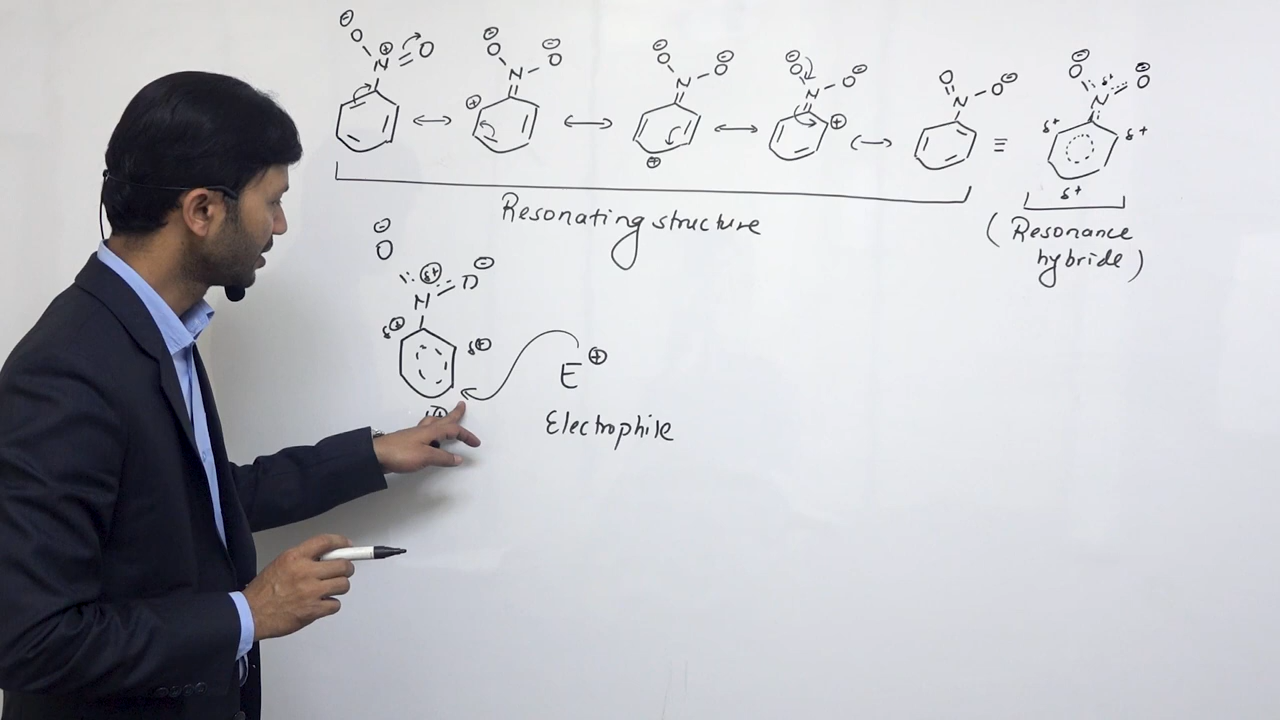 ⊖ O N ⊕ O
⊖ O N O ⊖ ⊕
⊖ O N O ⊖ ⊕
⊖ O N O ⊖ ⊕
O N O ⊖
≡
⊖ O N δ+ O ⊖ δ+ δ+ δ+
Resonating structure
(Resonance
hybride)
⊖
O
δ⊕ O ⊖
N
δ⊕ δ⊕
E⊕
Electrophile